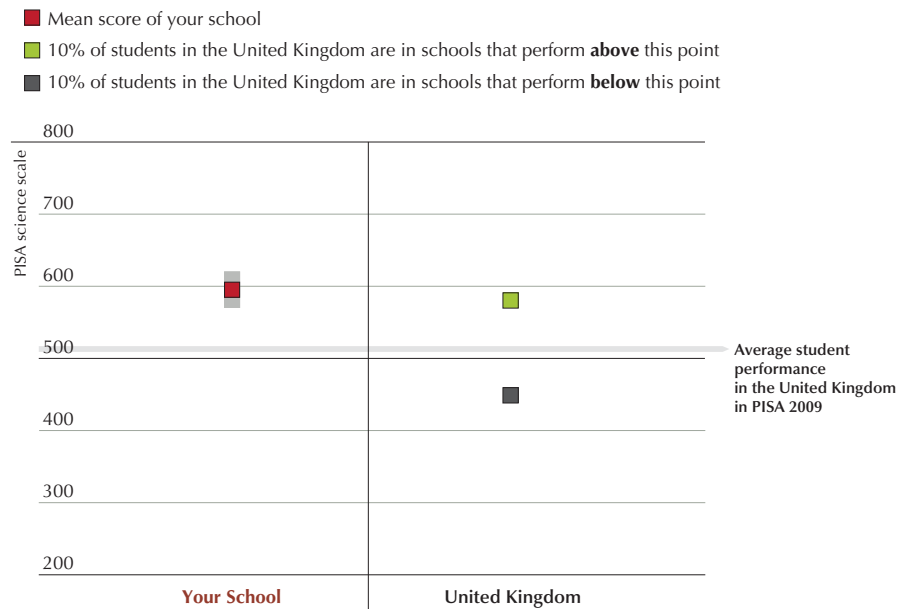 Mean score of your school
10% of students in the United Kingdom are in schools that perform above this point
10% of students in the United Kingdom are in schools that perform below this point
800
PISA science scale
700
600
500
Average student
performance
in the United Kingdom
in PISA 2009
400
300
200
Your School
United Kingdom